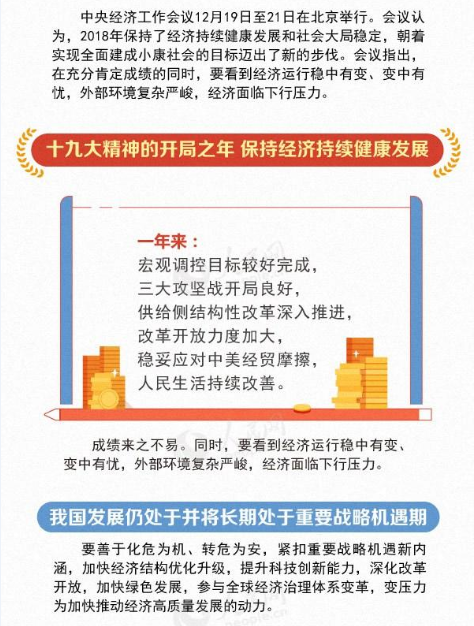 中央经济工作会议12月19日至21日在北京举行。会议认
为，2018年保持了经济持续健康发展和社会大局稳定，朝着
实现全面建成小康社会的目标迈出了新的步伐。会议指出，
在充分肯定成绩的同时，要看到经济运行稳中有变、变中有
忧，外部环境复杂严峻，经济面临下行压力。
十九大精神的开局之年 保持经济持续健康发展
一年来：
宏观调控目标较好完成，
三大攻坚战开局良好，
供给侧结构性改革深入推进，
改革开放力度加大，
稳妥应对中美经贸摩擦，
人民生活持续改善。
成绩来之不易。同时，要看到经济运行稳中有变、
变中有忧，外部环境复杂严峻，经济面临下行压力。
我国发展仍处于并将长期处于重要战略机遇期
要善于化危为机、转危为安，紧扣重要战略机遇新内
涵，加快经济结构优化升级，提升科技创新能力，深化改革
开放，加快绿色发展，参与全球经济治理体系变革，变压力
为加快推动经济高质量发展的动力。